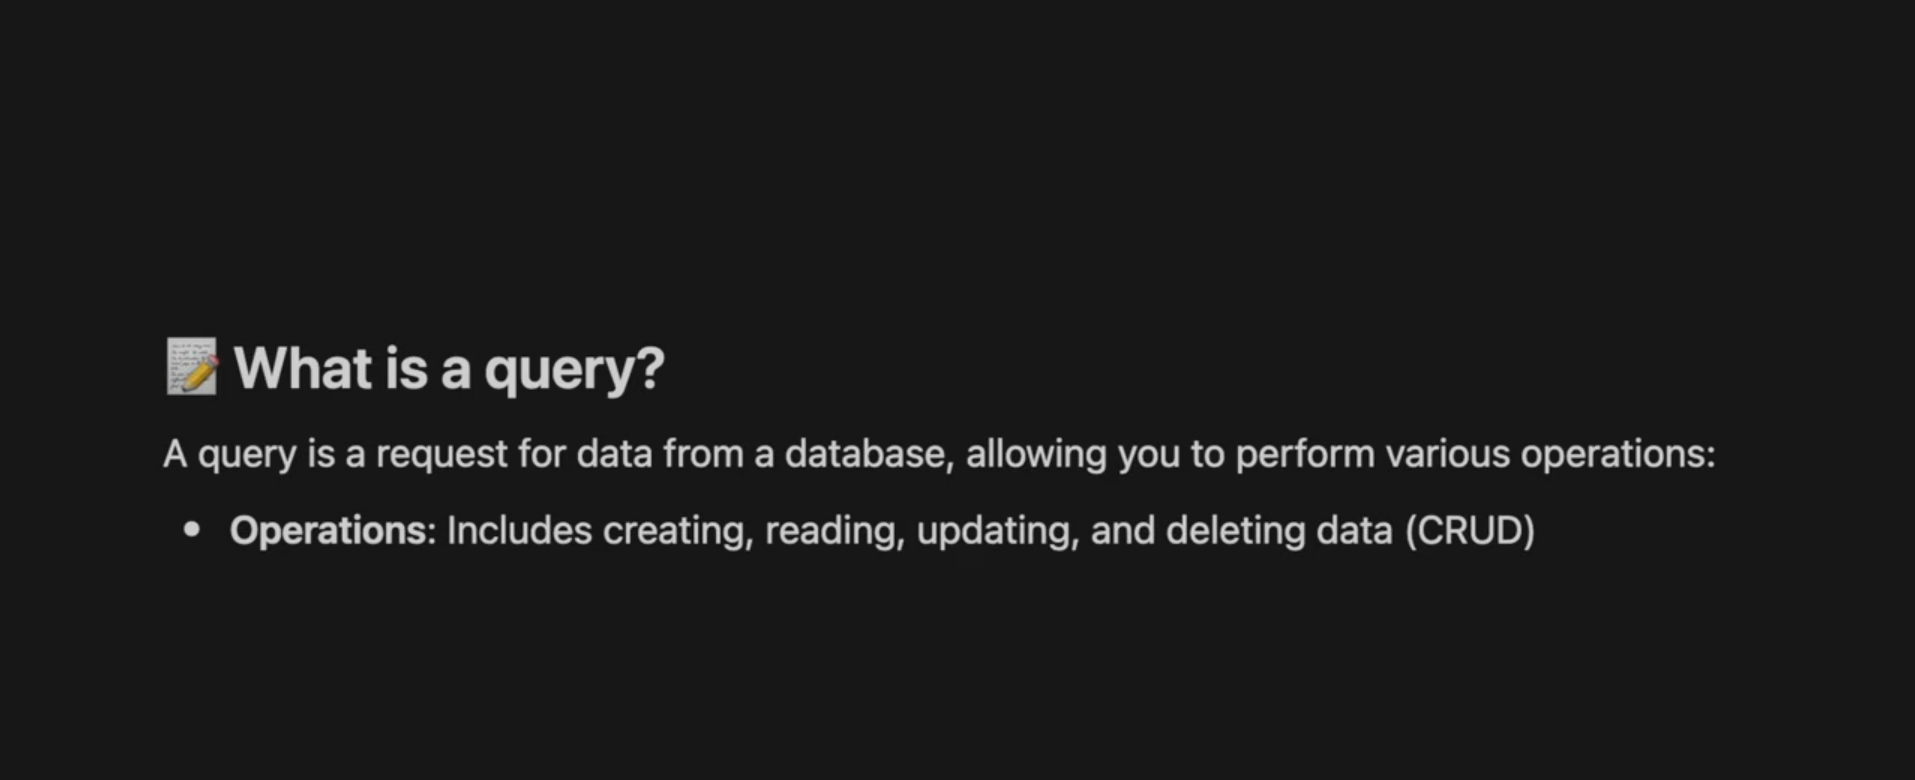 What is a query?
A query is a request for data from a database, allowing you to perform various operations:
• Operations: Includes creating, reading, updating, and deleting data (CRUD)